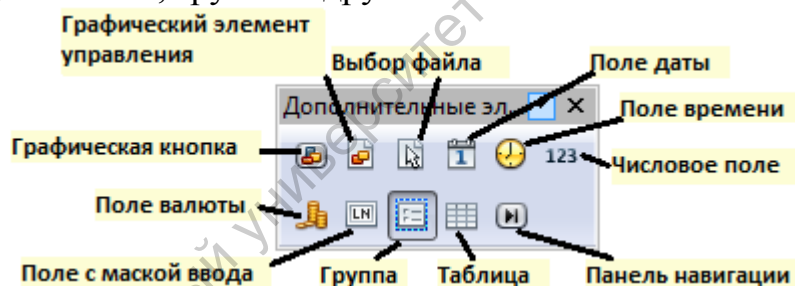 Графический элемент
управления
Выбор файла
Поле даты
Дополнительные эл.
Поле времени
Графическая кнопка
1
123
Числовое поле
Поле валюты
LN
Поле с маской ввода
Группа
Таблица
Панель навигации